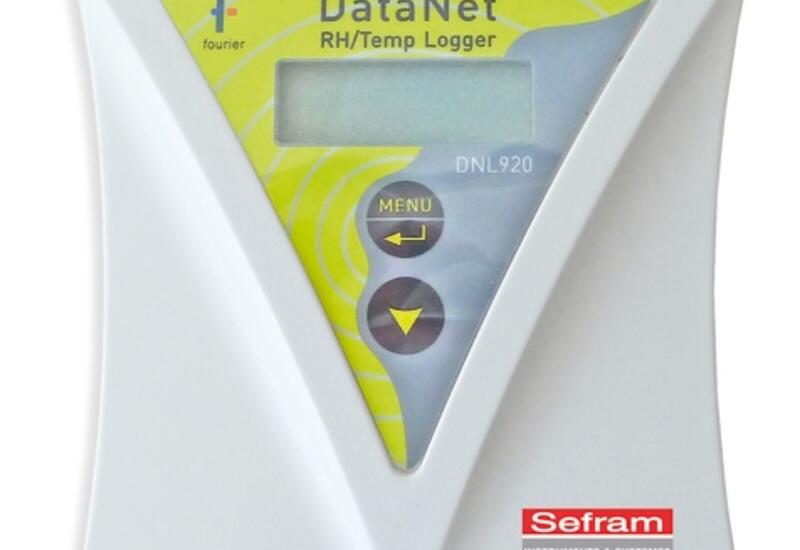 DataNet
fourier
RH/Temp Logger
DNL920
MENU
Sefram